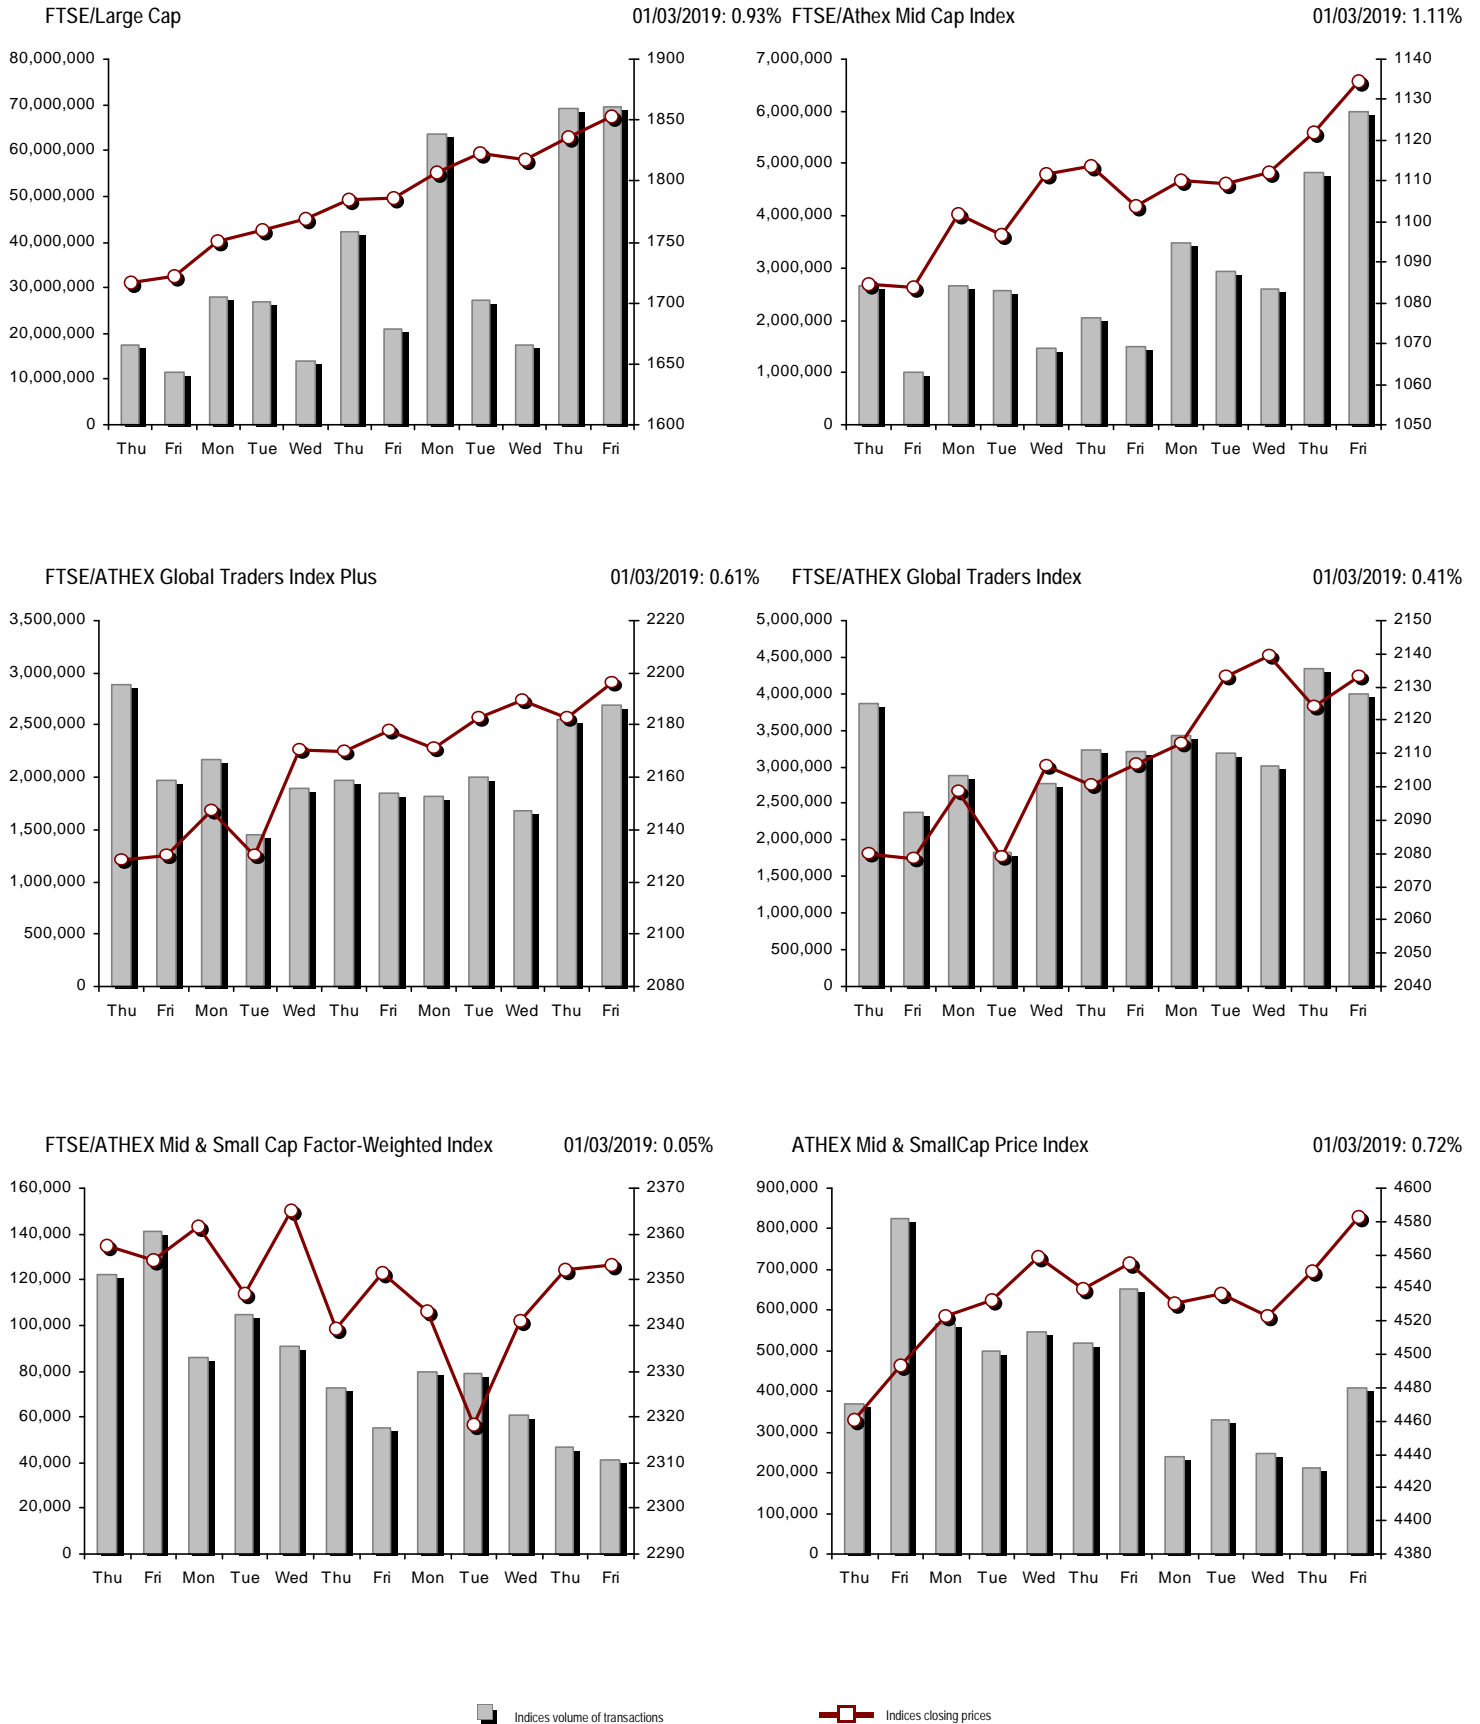 FTSE/Large Cap 01/03/2019: 0.93% FTSE/Athex Mid Cap Index 01/03/2019: 1.11%
80,000,000 1900 7,000,000 1140
70,000,000 1850 6,000,000 1130
60,000,000 1800 5,000,000 1120
50,000,000 1750 4,000,000 1110
40,000,000 1700 3,000,000 1100
30,000,000 1650 2,000,000 1090
20,000,000 1600 1,000,000 1080
10,000,000 0 1070
0 1060
1050
Thu Fri Mon Tue Wed Thu Fri Mon Tue Wed Thu Fri Thu Fri Mon Tue Wed Thu Fri Mon Tue Wed Thu Fri
FTSE/ATHEX Global Traders Index Plus 01/03/2019: 0.61% FTSE/ATHEX Global Traders Index 01/03/2019: 0.41%
3,500,000 2220 5,000,000 2150
3,000,000 2200 4,500,000 2140
2,500,000 2180 4,000,000 2130
2,000,000 2160 3,500,000 2120
1,500,000 2140 3,000,000 2110
1,000,000 2120 2,500,000 2100
500,000 2100 2,000,000 2090
0 2080 1,500,000 2080
1,000,000 2070
500,000 2060
0 2050
2040
Thu Fri Mon Tue Wed Thu Fri Mon Tue Wed Thu Fri Thu Fri Mon Tue Wed Thu Fri Mon Tue Wed Thu Fri
FTSE/ATHEX Mid & Small Cap Factor-Weighted Index 01/03/2019: 0.05% ATHEX Mid & SmallCap Price Index 01/03/2019: 0.72%
160,000 2370 900,000 4600
140,000 2360 800,000 4580
120,000 2350 700,000 4560
100,000 2340 600,000 4540
80,000 2330 500,000 4520
60,000 2320 400,000 4500
40,000 2310 300,000 4480
20,000 2300 200,000 4460
0 2290 100,000 4440
0 4420
4400
4380
Thu Fri Mon Tue Wed Thu Fri Mon Tue Wed Thu Fri Thu Fri Mon Tue Wed Thu Fri Mon Tue Wed Thu Fri
Indices volume of transactions Indices closing prices